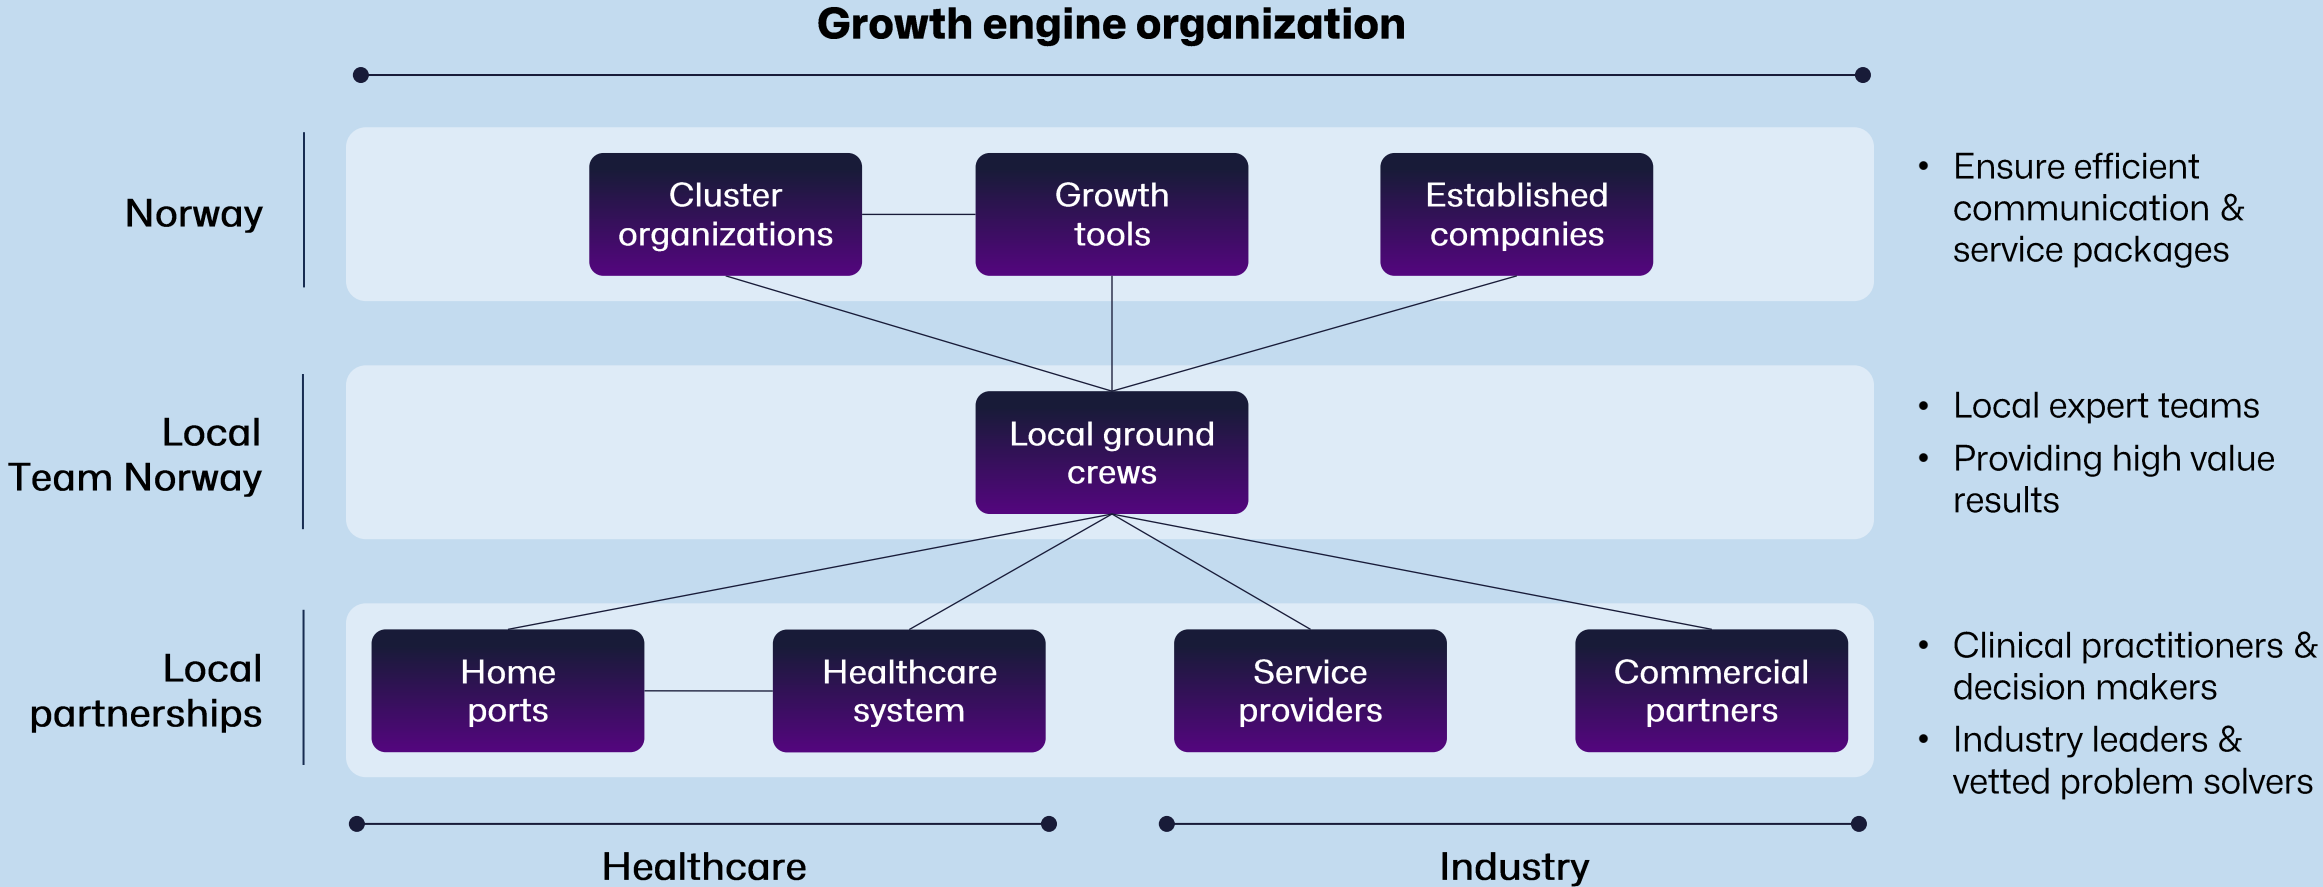 Growth engine organization
Norway
Cluster
organizations
Growth
tools
Established
companies
• Ensure efficient
communication &
service packages
Local
Team Norway
Local ground
crews
• Local expert teams
• Providing high value
results
Local
partnerships
Home
ports
Healthcare
system
Service
providers
Commercial
partners
• Clinical practitioners &
decision makers
• Industry leaders &
vetted problem solvers
Healthcare
Industry